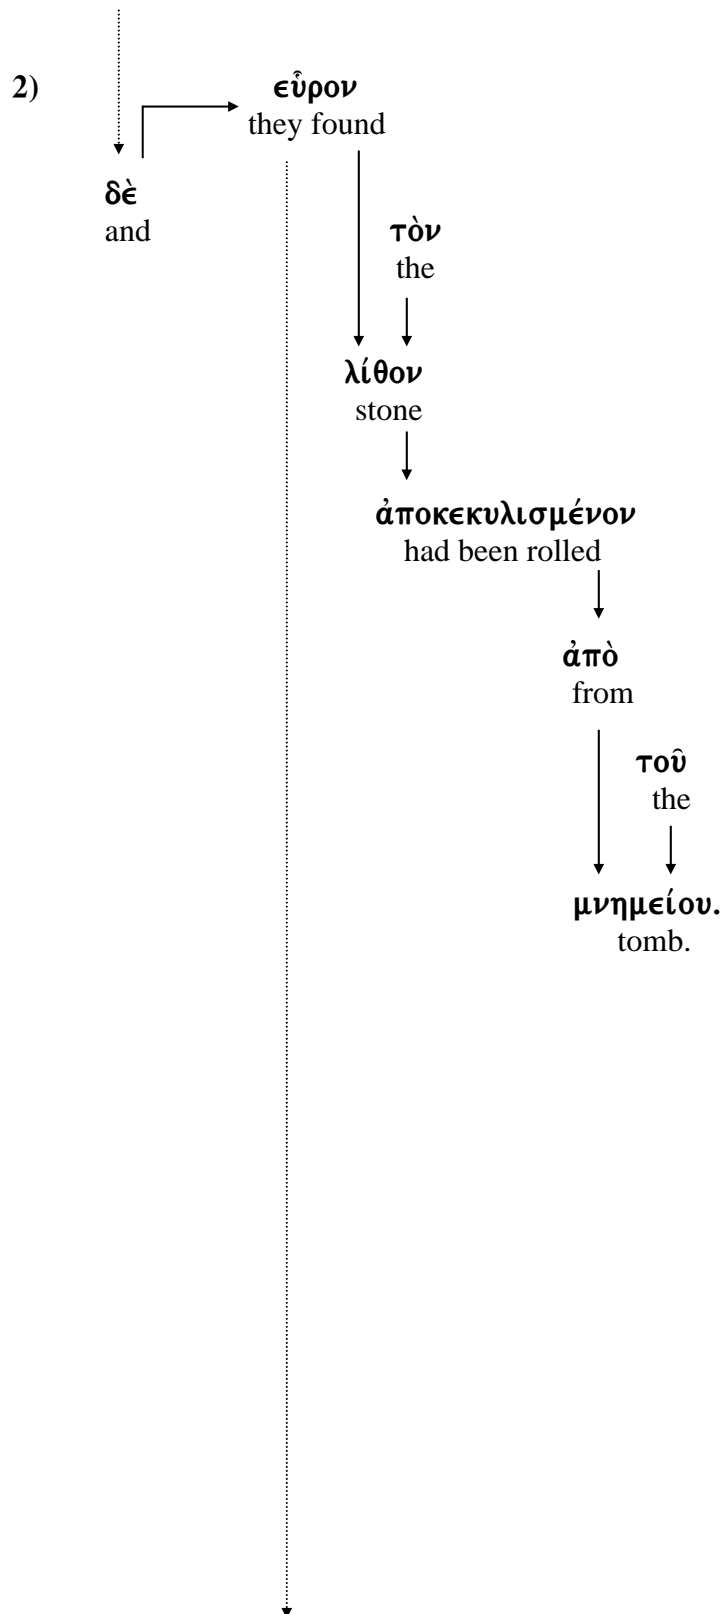 2)
εὗρον
they found
δὲ
and
τὸν
the
λίθον
stone
ἀποκεκυλισμένον
had been rolled
ἀπὸ
from
τοῦ
the
μνημείου.
tomb.